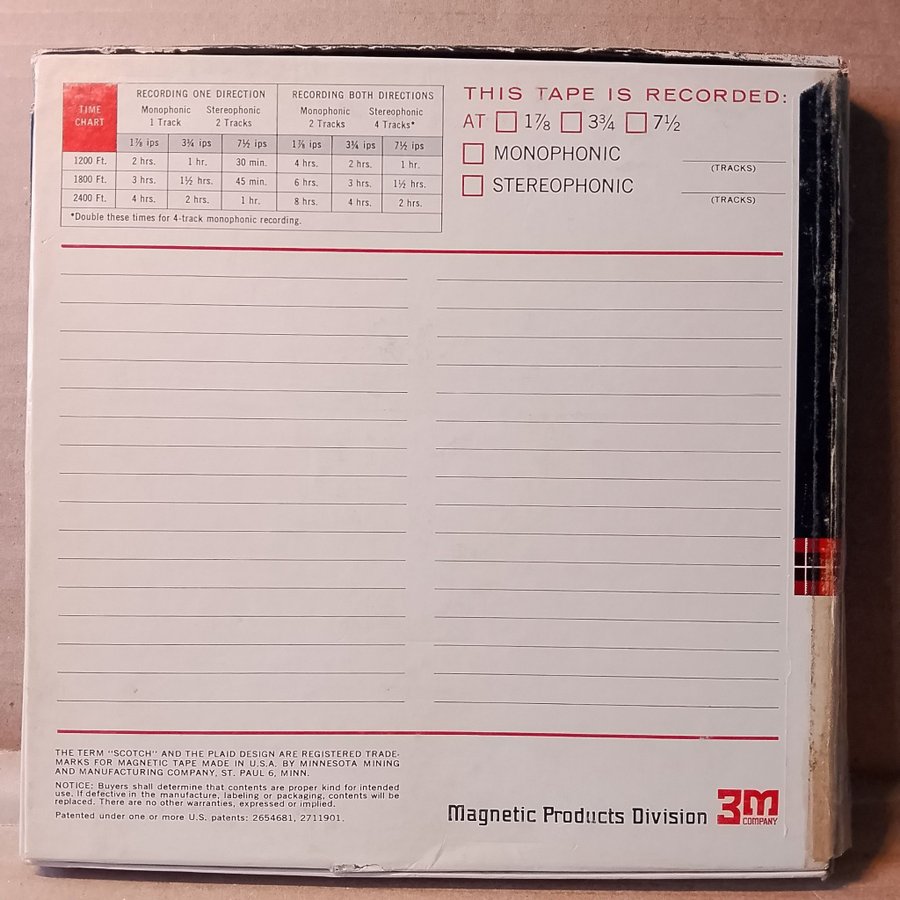 TIME CHART
RECORDING ONE DIRECTION
RECORDING BOTH DIRECTIONS
Monophonic 1 Track
Stereophonic 2 Tracks
Monophonic 2 Tracks
Stereophonic 4 Tracks*
1⅞ ips 3¾ ips 7½ ips 1⅞ ips 3¾ ips 7½ ips
1200 Ft. 2 hrs. 1 hr. 30 min. 4 hrs. 2 hrs. 1 hr.
1800 Ft. 3 hrs. 1½ hrs. 45 min. 6 hrs. 3 hrs. 1½ hrs.
2400 Ft. 4 hrs. 2 hrs. 1 hr. 8 hrs. 4 hrs. 2 hrs.
*Double these times for 4-track monophonic recording.
THIS TAPE IS RECORDED:
AT 1⅞ 3¾ 7½
MONOPHONIC
(TRACKS)
STEREOPHONIC
(TRACKS)
THE TERM "SCOTCH" AND THE PLAID DESIGN ARE REGISTERED TRADE-
MARKS FOR MAGNETIC TAPE MADE IN U.S.A. BY MINNESOTA MINING
AND MANUFACTURING COMPANY, ST. PAUL 6, MINN.
NOTICE: Buyers shall determine that contents are proper kind for intended
use. If defective in the manufacture, labeling or packaging, contents will be
replaced. There are no other warranties, expressed or implied.
Patented under one or more U.S. patents: 2654681, 2711901.
Magnetic Products Division 3M COMPANY